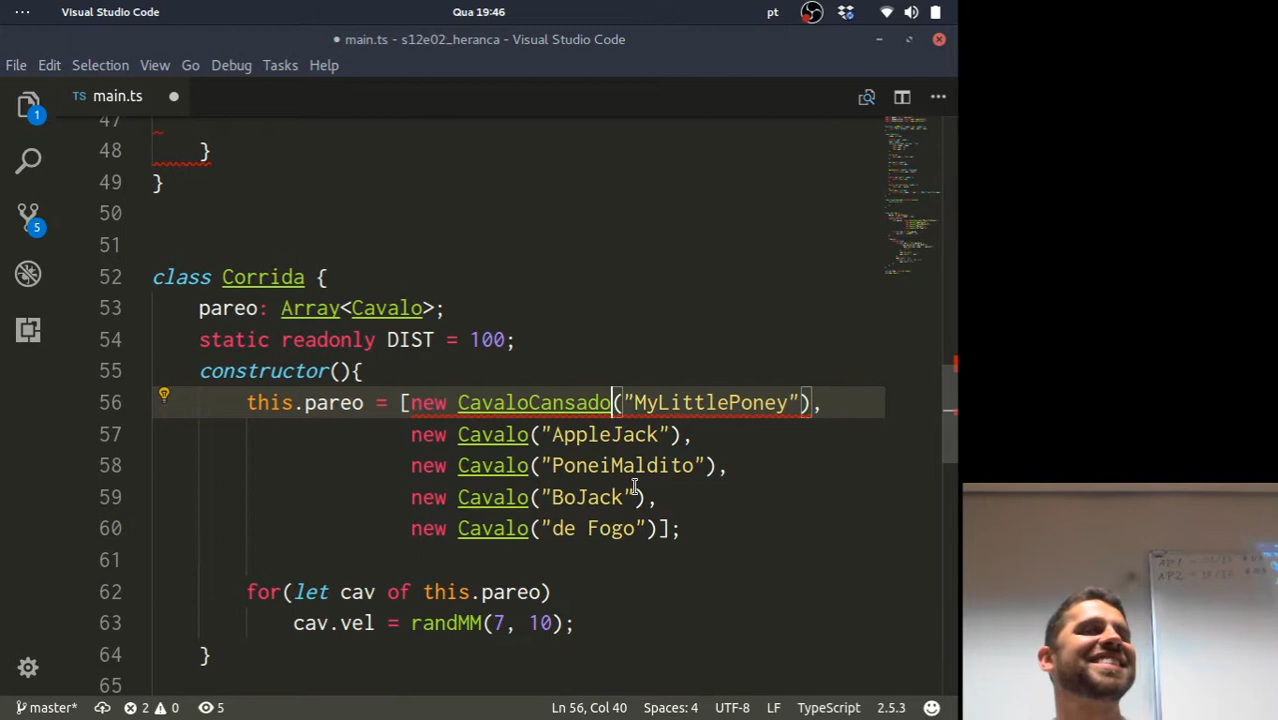 Visual Studio Code
Qua 19:46
pt
main.ts - s12e02_heranca - Visual Studio Code
File Edit Selection View Go Debug Tasks Help
1
main.ts
47
48 }
49 }
50
51
52 class Corrida {
53 pareo: Array<Cavalo>;
54 static readonly DIST = 100;
55 constructor(){
56 this.pareo = [new CavaloCansado("MyLittlePoney"),
57 new Cavalo("AppleJack"),
58 new Cavalo("PoneiMaldito"),
59 new Cavalo("BoJack"),
60 new Cavalo("de Fogo")];
61
62 for(let cav of this.pareo)
63 cav.vel = randMM(7, 10);
64 }
65
5
master* 2 0 5 Ln 56, Col 40 Spaces: 4 UTF-8 LF TypeScript 2.5.3